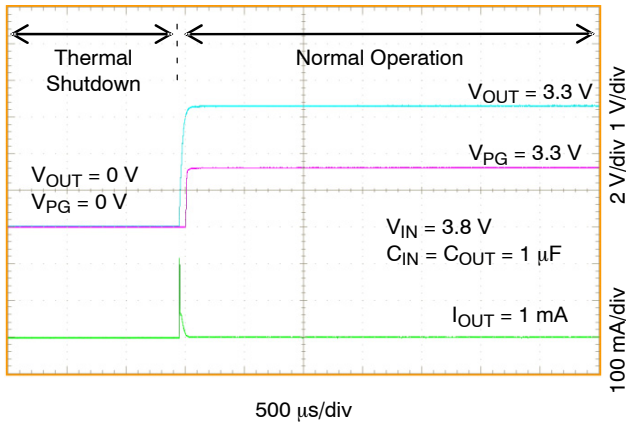 Thermal
Shutdown
Normal Operation
VOUT = 3.3 V
VPG = 3.3 V
VOUT = 0 V
VPG = 0 V
VIN = 3.8 V
CIN = COUT = 1 μF
IOUT = 1 mA
2 V/div 1 V/div
100 mA/div
500 μs/div